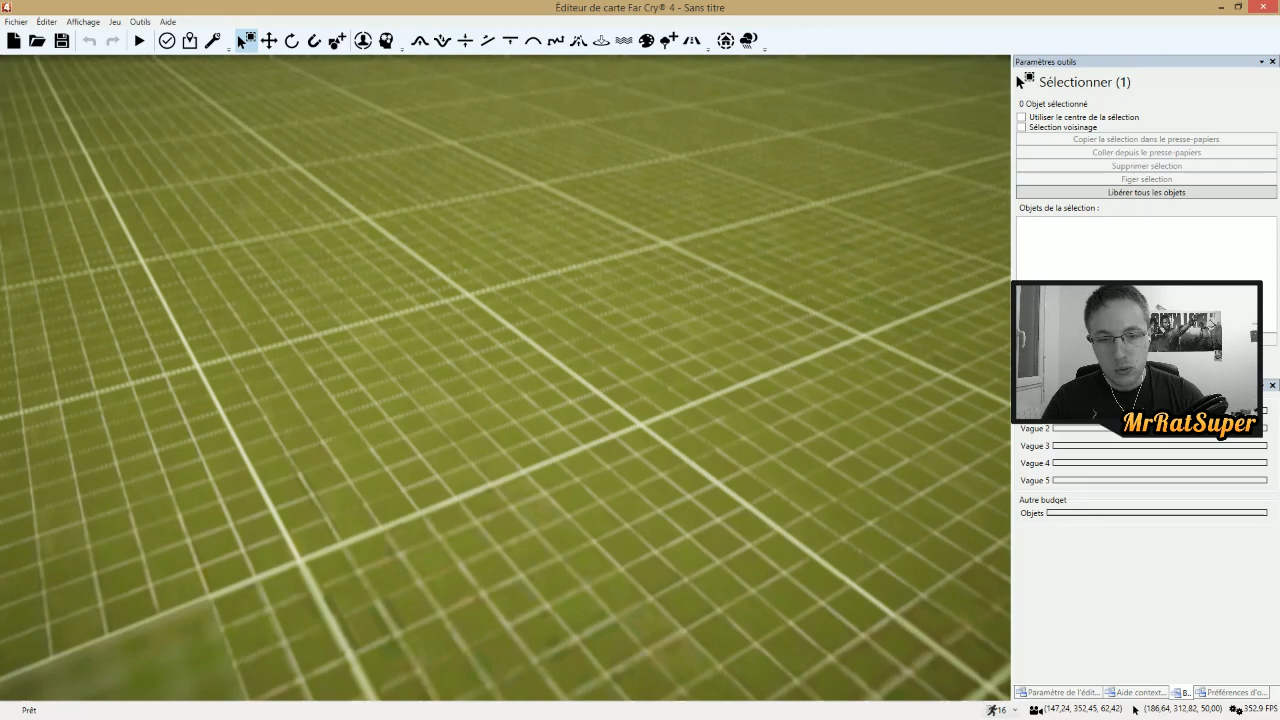 Éditeur de carte Far Cry® 4 - Sans titre
Fichier Éditer Affichage Jeu Outils Aide
Paramètres outils
Sélectionner (1)
0 Objet sélectionné
Utiliser le centre de la sélection
Sélection voisinage
Copier la sélection dans le presse-papiers
Coller depuis le presse-papiers
Supprimer sélection
Figer sélection
Libérer tous les objets
Objets de la sélection :
MrRatSuper
Vague 2
Vague 3
Vague 4
Vague 5
Autre budget
Objets
Paramètre de l'édit... Aide context... B... Préférences d'o...
Prêt
16 (147,24, 352,45, 62,42) (186,64, 312,82, 50,00) 352.9 FPS